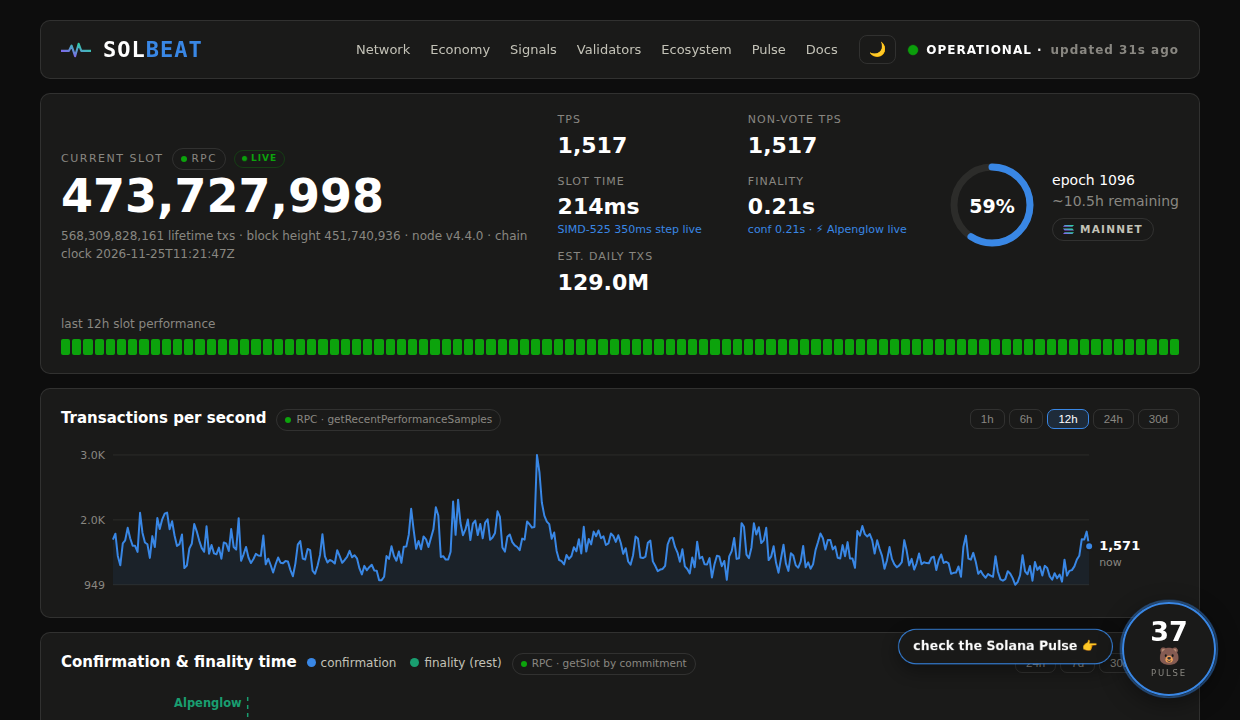 SOLBEAT
Network Economy Signals Validators Ecosystem Pulse Docs
OPERATIONAL · updated 31s ago
CURRENT SLOT RPC LIVE
473,727,998
568,309,828,161 lifetime txs · block height 451,740,936 · node v4.4.0 · chain
clock 2026-11-25T11:21:47Z
TPS
1,517
NON-VOTE TPS
1,517
SLOT TIME
214ms
SIMD-525 350ms step live
FINALITY
0.21s
conf 0.21s · ⚡ Alpenglow live
EST. DAILY TXS
129.0M
59%
epoch 1096
~10.5h remaining
MAINNET
last 12h slot performance
Transactions per second RPC · getRecentPerformanceSamples
1h 6h 12h 24h 30d
3.0K
2.0K
949
1,571
now
Confirmation & finality time confirmation finality (rest) RPC · getSlot by commitment
Alpenglow
check the Solana Pulse 👉
37
PULSE